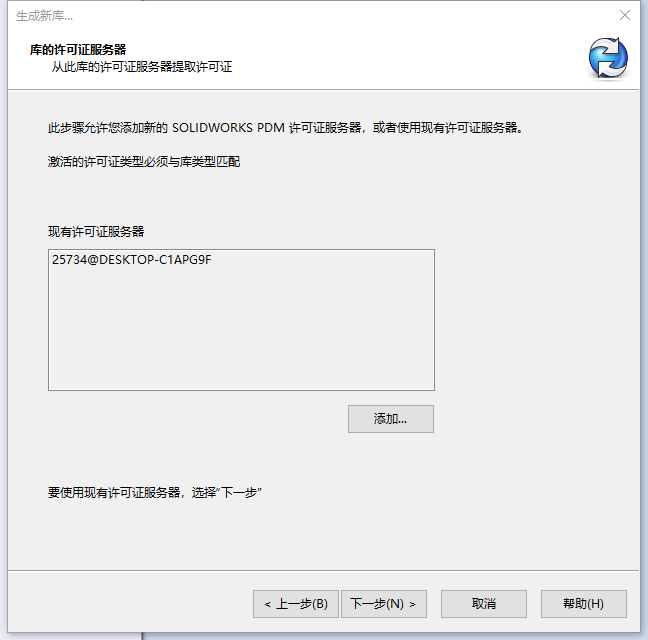 生成新库...
库的许可证服务器
从此库的许可证服务器提取许可证
此步骤允许您添加新的 SOLIDWORKS PDM 许可证服务器，或者使用现有许可证服务器。
激活的许可证类型必须与库类型匹配
现有许可证服务器
25734@DESKTOP-C1APG9F
添加...
要使用现有许可证服务器，选择“下一步”
< 上一步(B) 下一步(N) > 取消 帮助(H)